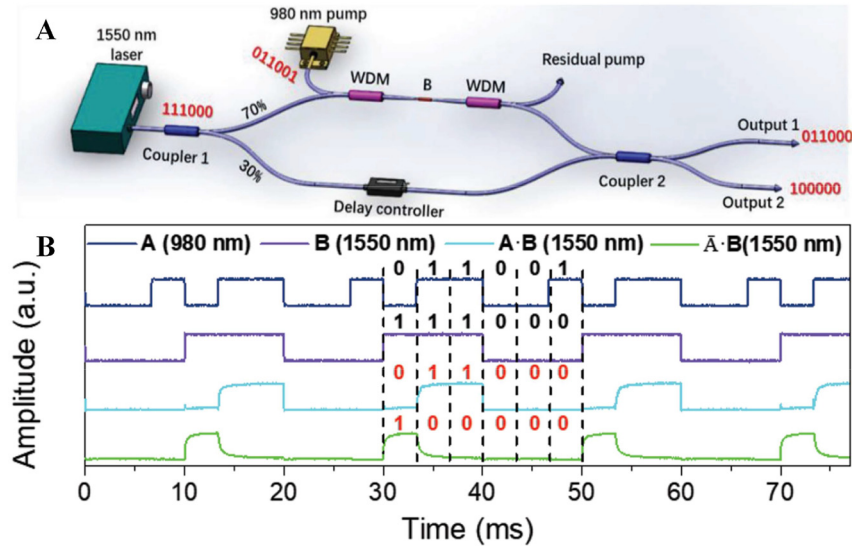 A
980 nm pump
1550 nm
laser
011001
WDM
B
WDM
Residual pump
111000
70%
Coupler 1
30%
Delay controller
Coupler 2
Output 1
011000
Output 2
100000
B
A (980 nm) B (1550 nm) A·B (1550 nm) Ā·B(1550 nm)
0 1 1 0 0 1
1 1 1 0 0 0
0 1 1 0 0 0
1 0 0 0 0 0
Amplitude (a.u.)
0 10 20 30 40 50 60 70
Time (ms)